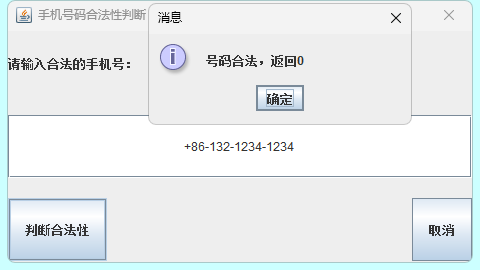 手机号码合法性判断
消息
请输入合法的手机号：
号码合法，返回0
确定
+86-132-1234-1234
判断合法性
取消